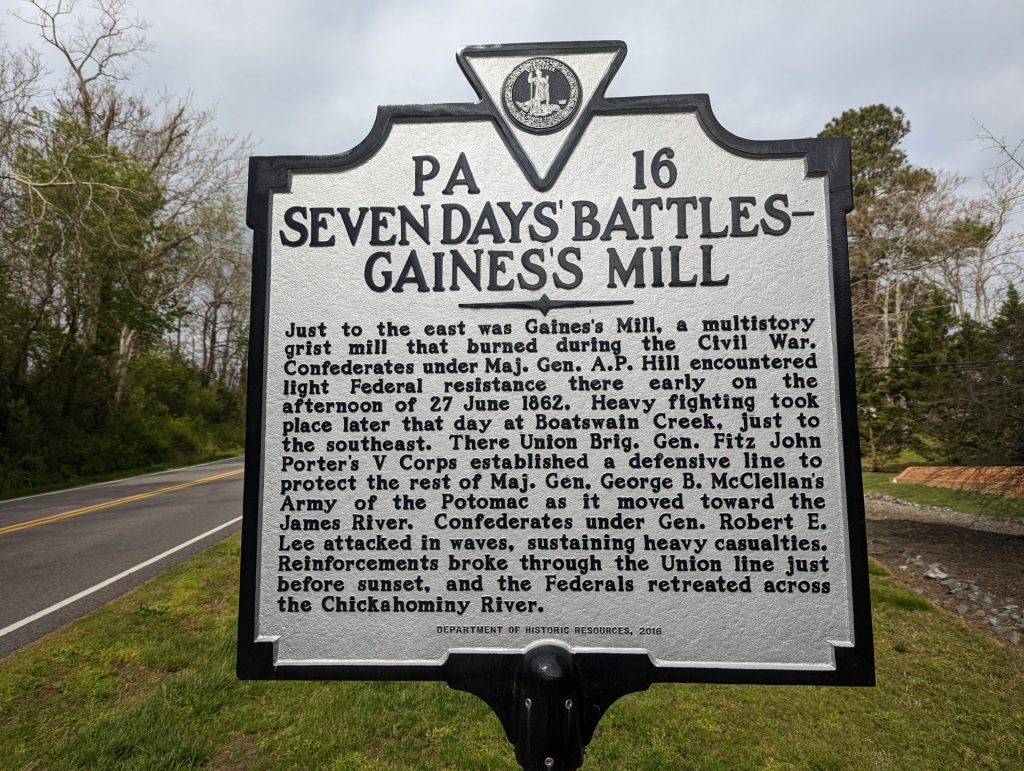 PA 16
SEVEN DAYS' BATTLES–
GAINES'S MILL
Just to the east was Gaines's Mill, a multistory
grist mill that burned during the Civil War.
Confederates under Maj. Gen. A.P. Hill encountered
light Federal resistance there early on the
afternoon of 27 June 1862. Heavy fighting took
place later that day at Boatswain Creek, just to
the southeast. There Union Brig. Gen. Fitz John
Porter's V Corps established a defensive line to
protect the rest of Maj. Gen. George B. McClellan's
Army of the Potomac as it moved toward the
James River. Confederates under Gen. Robert E.
Lee attacked in waves, sustaining heavy casualties.
Reinforcements broke through the Union line just
before sunset, and the Federals retreated across
the Chickahominy River.
DEPARTMENT OF HISTORIC RESOURCES, 2016